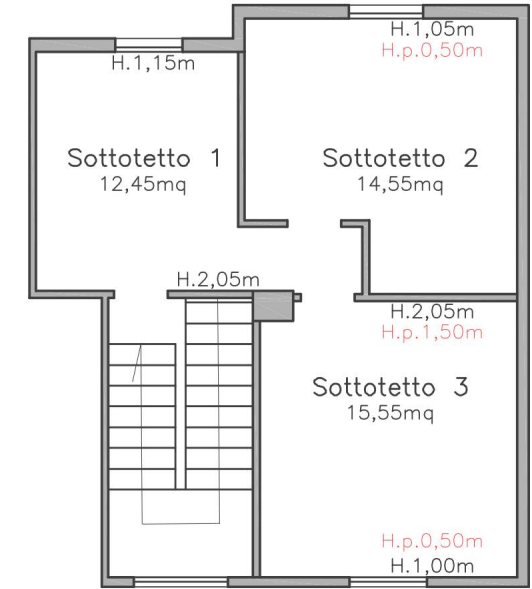 H.1,05m
H.p.0,50m
H.1,15m
Sottotetto 1
12,45mq
Sottotetto 2
14,55mq
H.2,05m
H.2,05m
H.p.1,50m
Sottotetto 3
15,55mq
H.p.0,50m
H.1,00m